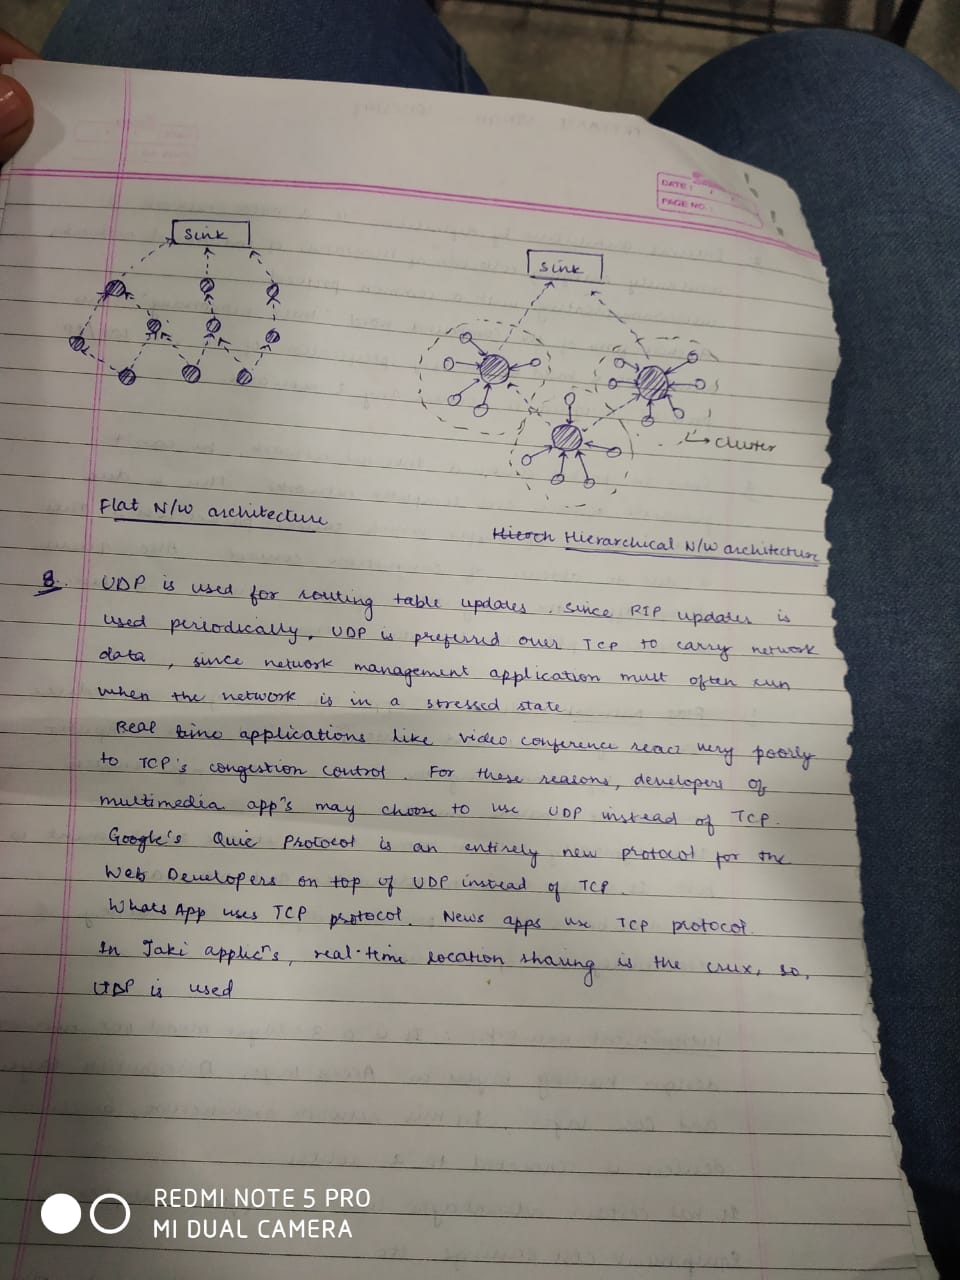 DATE:
PAGE NO.:
Sink
Sink
cluster
Flat N/W architecture
Hieoch Hierarchical N/W architecture
8. UDP is used for routing table updates. Since RIP updates is
used periodically, UDP is preferred over TCP to carry network
data, since network management application must often run
when the network is in a stressed state
Real time applications like video conference react very poorly
to TCP's congestion control. For these reasons, developers of
multimedia app's may choose to use UDP instead of TCP.
Google's Quic Protocol is an entirely new protocol for the
Web Developers on top of UDP instead of TCP.
WhatsApp uses TCP protocol. News apps use TCP protocol
In Taxi applicⁿs, real-time location sharing is the crux, so,
UDP is used
REDMI NOTE 5 PRO
MI DUAL CAMERA